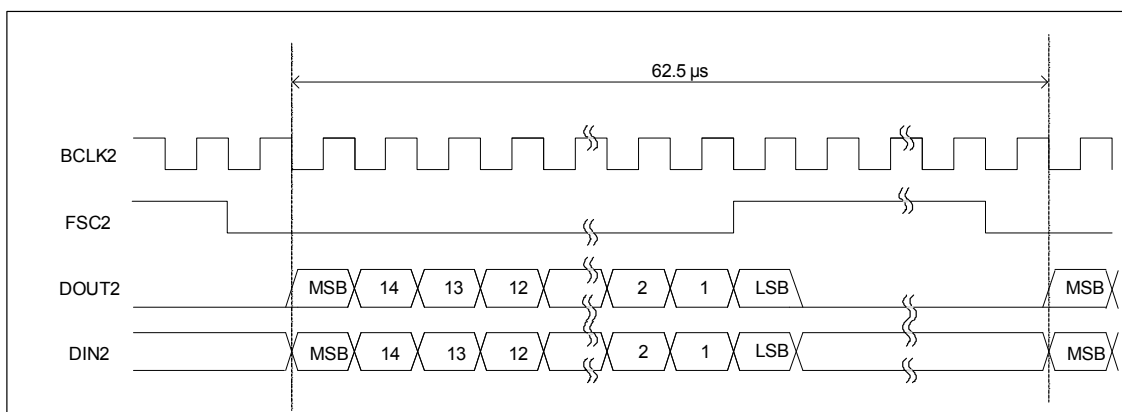 62.5 μs
BCLK2
FSC2
DOUT2 MSB 14 13 12 2 1 LSB MSB
DIN2 MSB 14 13 12 2 1 LSB MSB